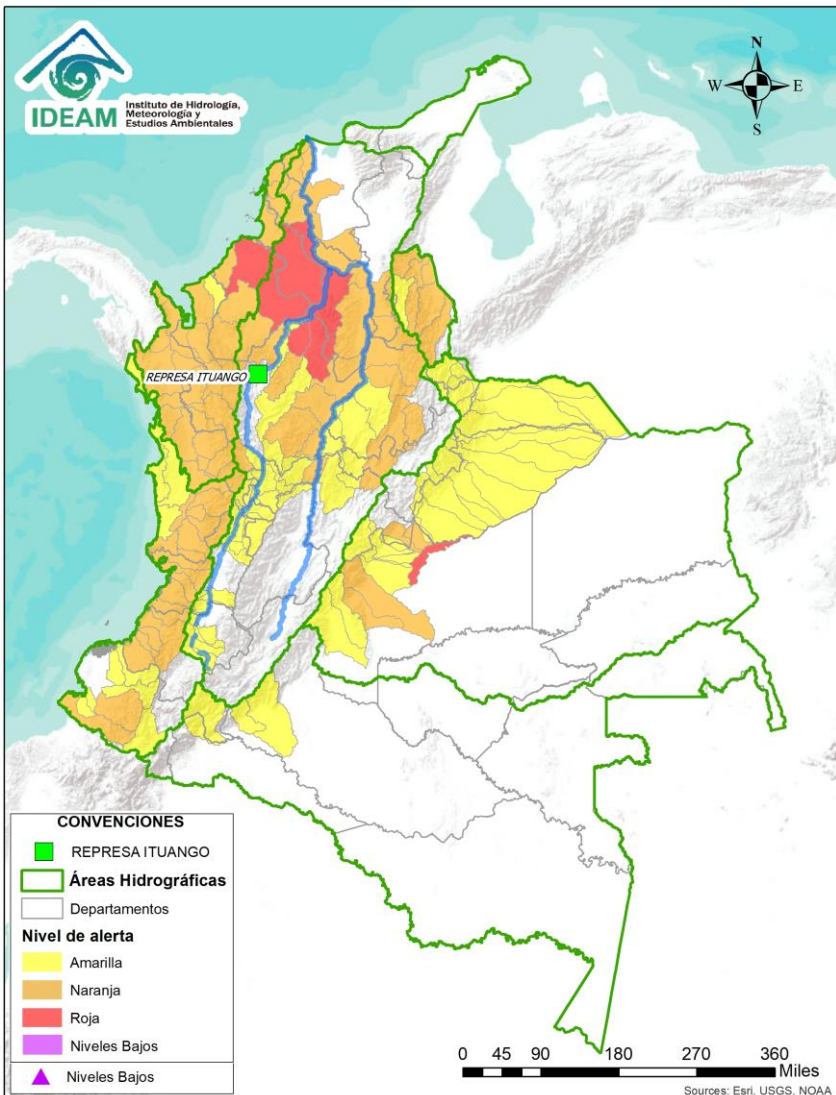 IDEAM
Instituto de Hidrología,
Meteorología y
Estudios Ambientales
N
W
E
S
REPRESA ITUANGO
CONVENCIONES
REPRESA ITUANGO
Áreas Hidrográficas
Departamentos
Nivel de alerta
Amarilla
Naranja
Roja
Niveles Bajos
Niveles Bajos
0 45 90 180 270 360
Miles
Sources: Esri, USGS, NOAA